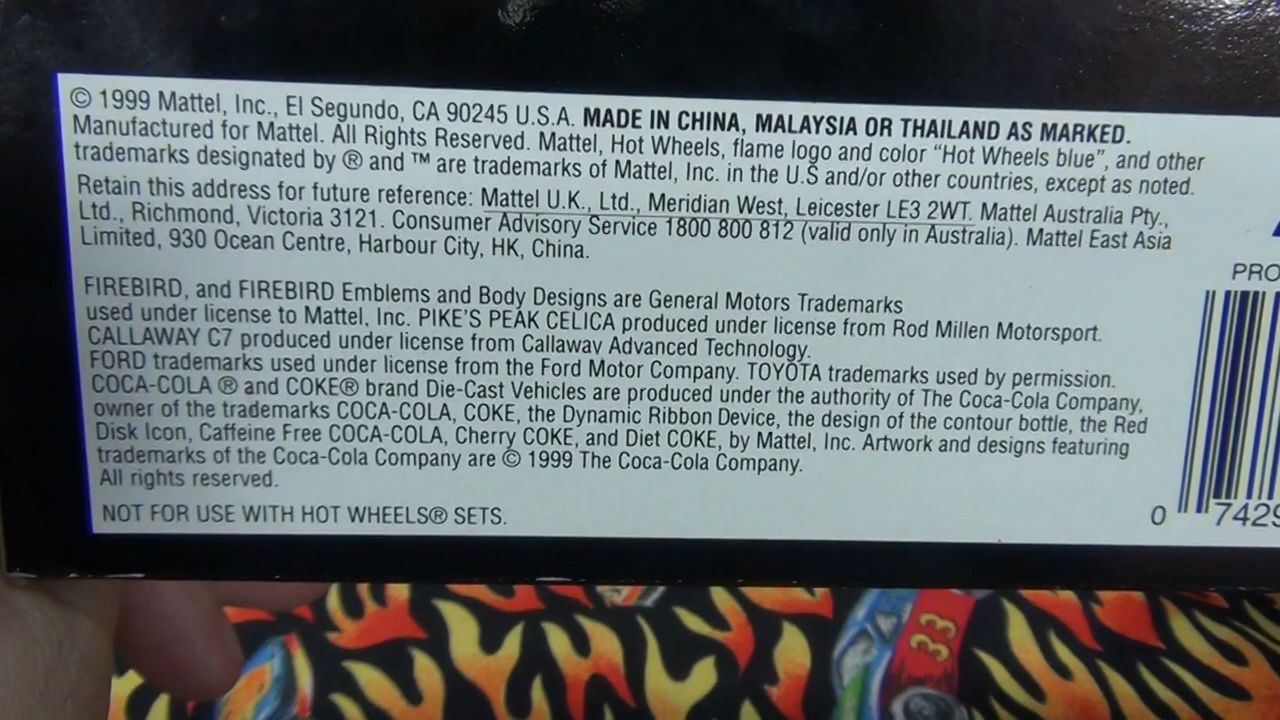 © 1999 Mattel, Inc., El Segundo, CA 90245 U.S.A. MADE IN CHINA, MALAYSIA OR THAILAND AS MARKED.
Manufactured for Mattel. All Rights Reserved. Mattel, Hot Wheels, flame logo and color “Hot Wheels blue”, and other
trademarks designated by ® and ™ are trademarks of Mattel, Inc. in the U.S and/or other countries, except as noted.
Retain this address for future reference: Mattel U.K., Ltd., Meridian West, Leicester LE3 2WT. Mattel Australia Pty.,
Ltd., Richmond, Victoria 3121. Consumer Advisory Service 1800 800 812 (valid only in Australia). Mattel East Asia
Limited, 930 Ocean Centre, Harbour City, HK, China.
FIREBIRD, and FIREBIRD Emblems and Body Designs are General Motors Trademarks
used under license to Mattel, Inc. PIKE'S PEAK CELICA produced under license from Rod Millen Motorsport.
CALLAWAY C7 produced under license from Callaway Advanced Technology.
FORD trademarks used under license from the Ford Motor Company. TOYOTA trademarks used by permission.
COCA-COLA ® and COKE® brand Die-Cast Vehicles are produced under the authority of The Coca-Cola Company,
owner of the trademarks COCA-COLA, COKE, the Dynamic Ribbon Device, the design of the contour bottle, the Red
Disk Icon, Caffeine Free COCA-COLA, Cherry COKE, and Diet COKE, by Mattel, Inc. Artwork and designs featuring
trademarks of the Coca-Cola Company are © 1999 The Coca-Cola Company.
All rights reserved.
NOT FOR USE WITH HOT WHEELS® SETS.
PRO
0 7429
33